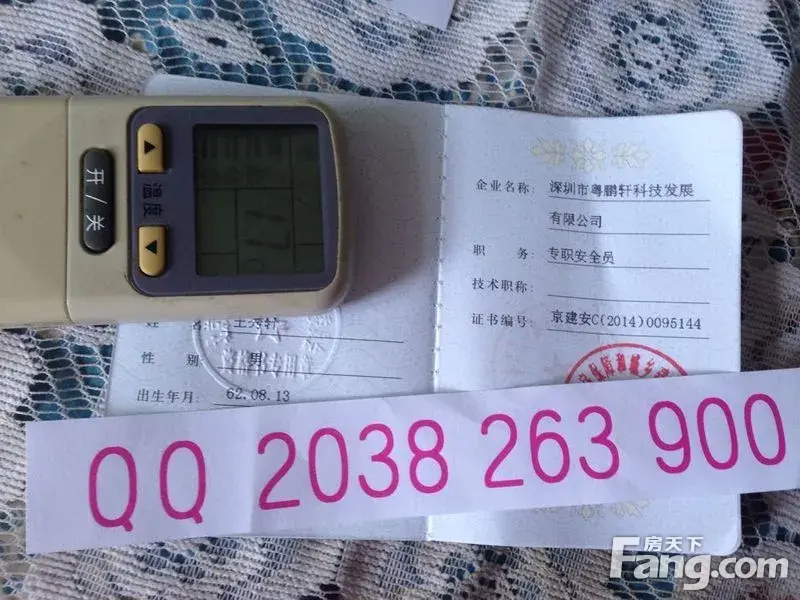 开/关
温度
企业名称: 深圳市粤鹏轩科技发展
有限公司
职 务: 专职安全员
技术职称:
证书编号: 京建安C(2014)0095144
姓
性 别: 男
出生年月: 62.08.13
QQ 2038 263 900
房天下
Fang.com